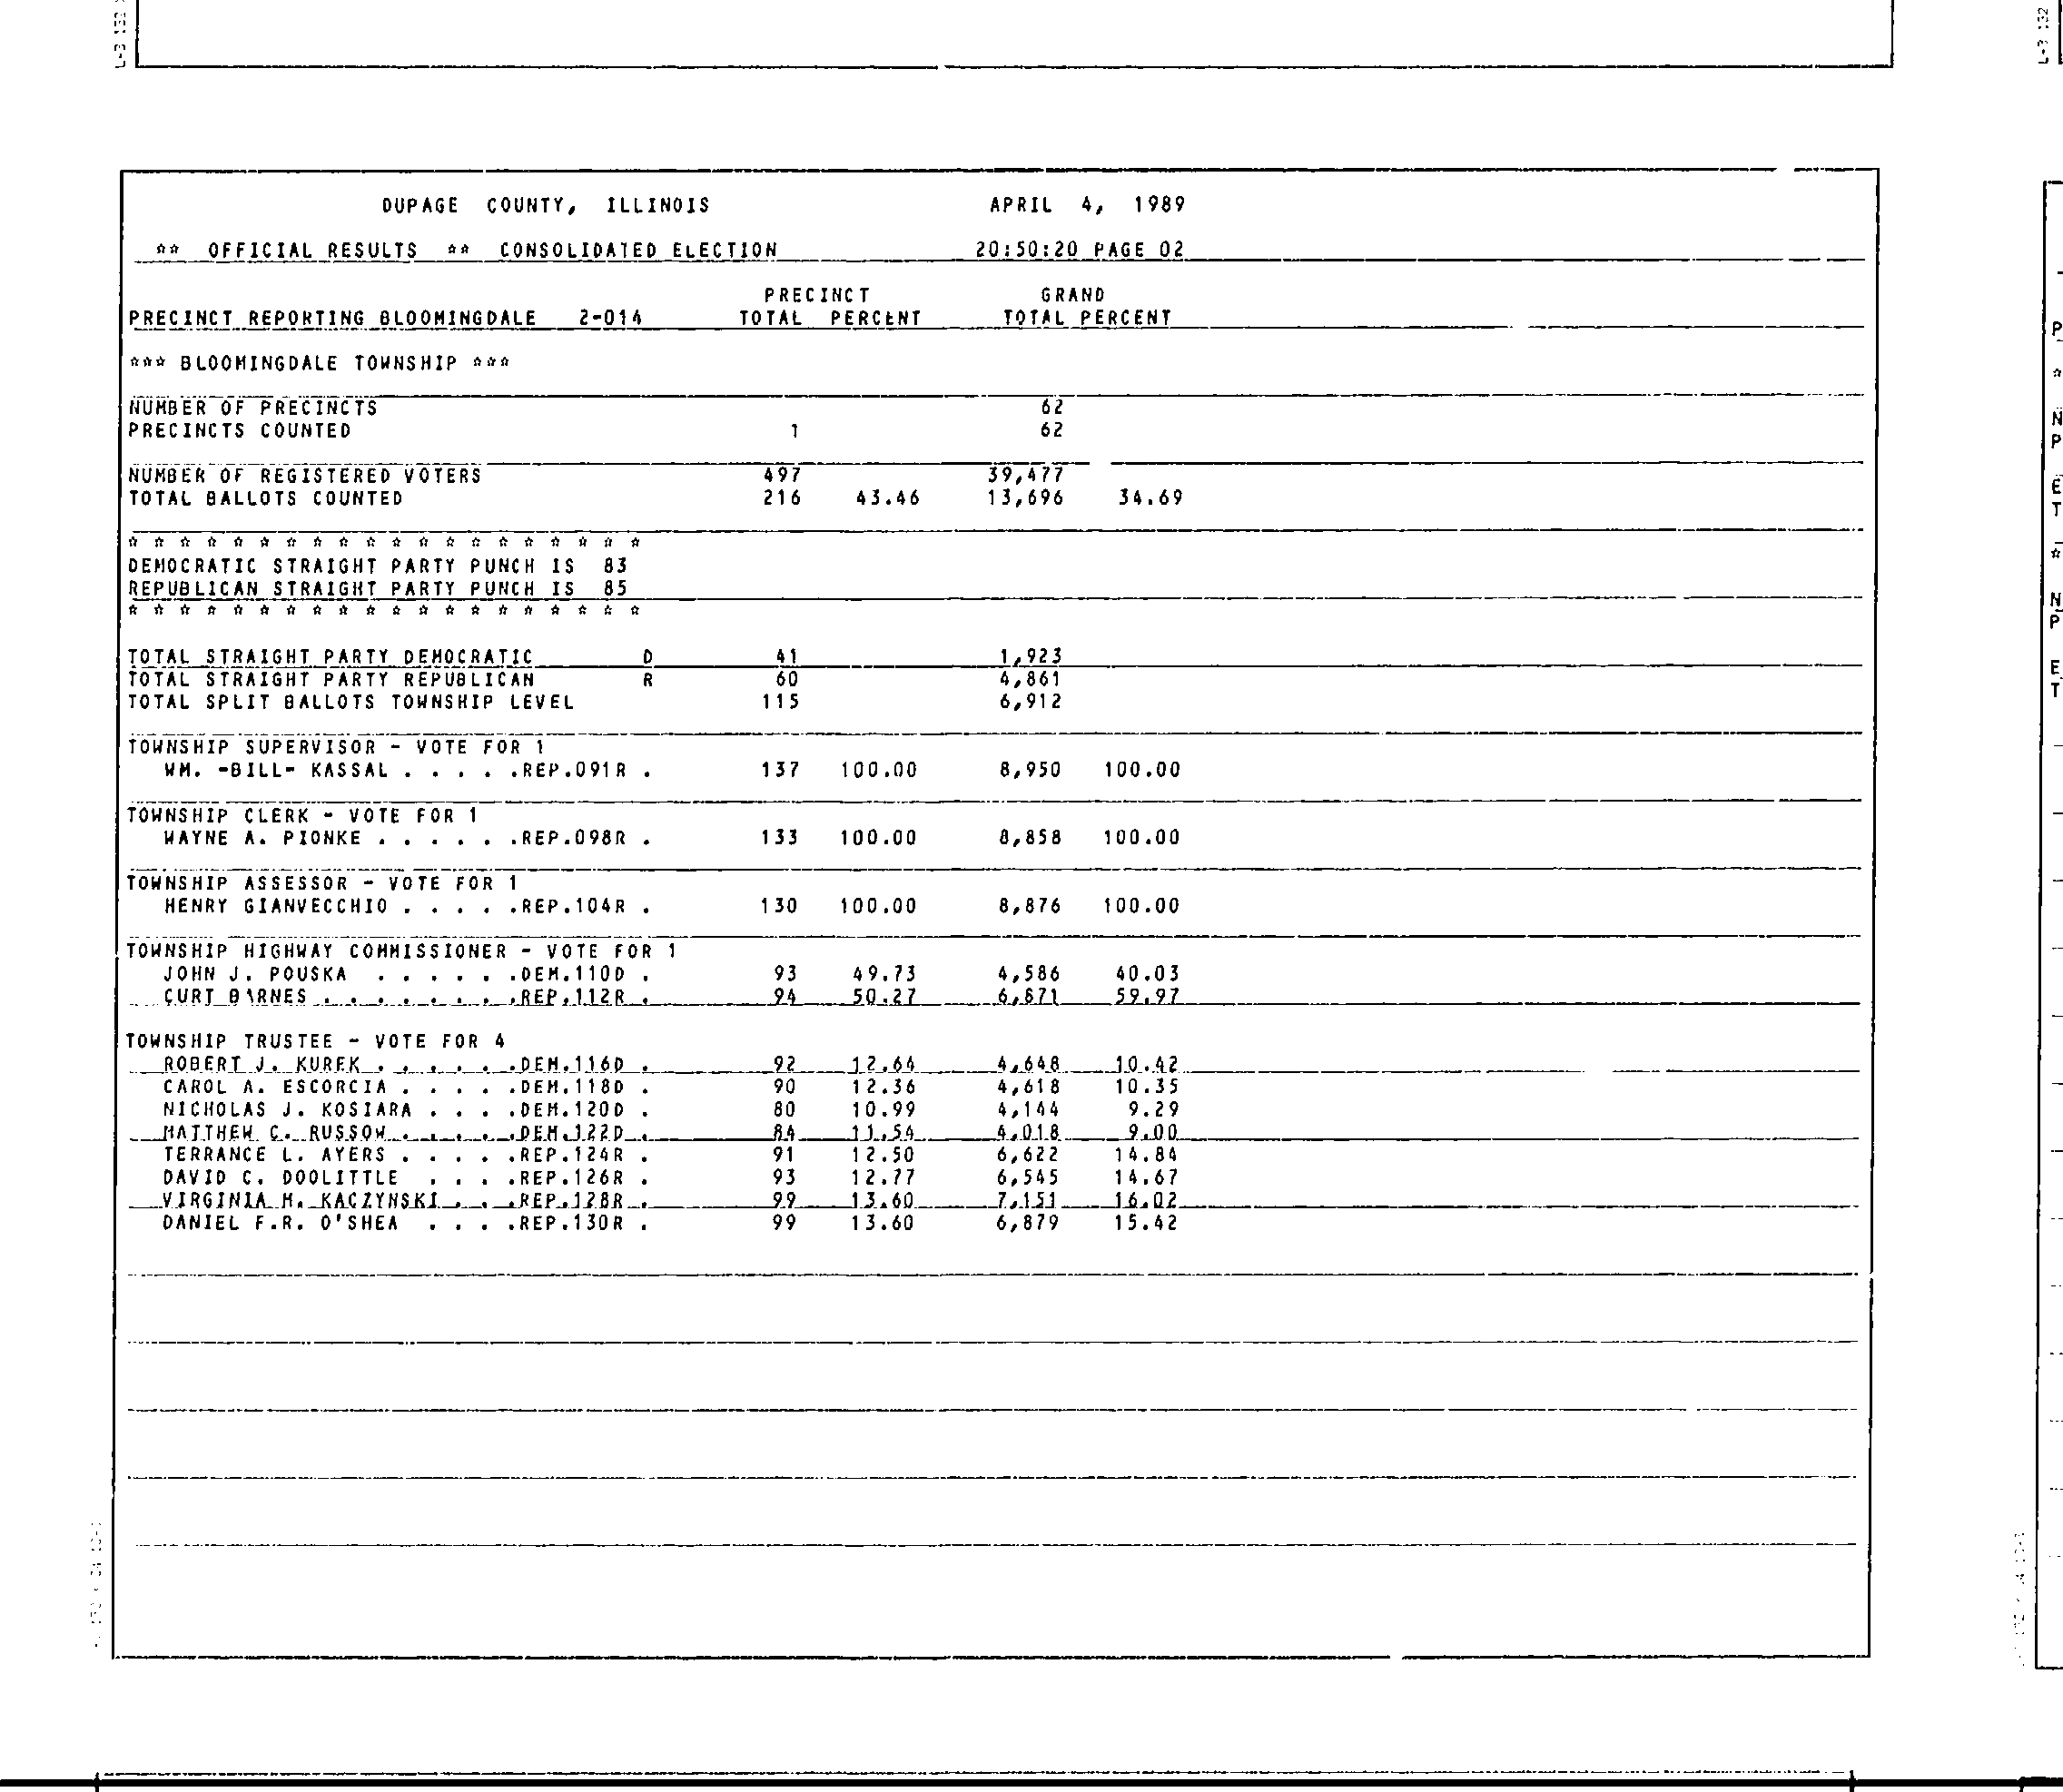 DUPAGE COUNTY, ILLINOIS APRIL 4, 1989
** OFFICIAL RESULTS ** CONSOLIDATED ELECTION 20:50:20 PAGE 02
PRECINCT GRAND
PRECINCT REPORTING BLOOMINGDALE 2-014 TOTAL PERCENT TOTAL PERCENT
*** BLOOMINGDALE TOWNSHIP ***
NUMBER OF PRECINCTS 62
PRECINCTS COUNTED 1 62
NUMBER OF REGISTERED VOTERS 497 39,477
TOTAL BALLOTS COUNTED 216 43.46 13,696 34.69
* * * * * * * * * * * * * * * * * * * *
DEMOCRATIC STRAIGHT PARTY PUNCH IS 83
REPUBLICAN STRAIGHT PARTY PUNCH IS 85
* * * * * * * * * * * * * * * * * * * *
TOTAL STRAIGHT PARTY DEMOCRATIC D 41 1,923
TOTAL STRAIGHT PARTY REPUBLICAN R 60 4,861
TOTAL SPLIT BALLOTS TOWNSHIP LEVEL 115 6,912
TOWNSHIP SUPERVISOR - VOTE FOR 1
WM. -BILL- KASSAL . . . . .REP.091R . 137 100.00 8,950 100.00
TOWNSHIP CLERK - VOTE FOR 1
WAYNE A. PIONKE . . . . . .REP.098R . 133 100.00 8,858 100.00
TOWNSHIP ASSESSOR - VOTE FOR 1
HENRY GIANVECCHIO . . . . .REP.104R . 130 100.00 8,876 100.00
TOWNSHIP HIGHWAY COMMISSIONER - VOTE FOR 1
JOHN J. POUSKA . . . . . .DEM.110D . 93 49.73 4,586 40.03
CURT BARNES . . . . . . . .REP.112R . 94 50.27 6,871 59.97
TOWNSHIP TRUSTEE - VOTE FOR 4
ROBERT J. KUREK . . . . . .DEM.116D . 92 12.64 4,648 10.42
CAROL A. ESCORCIA . . . . .DEM.118D . 90 12.36 4,618 10.35
NICHOLAS J. KOSIARA . . . .DEM.120D . 80 10.99 4,144 9.29
MATTHEW C. RUSSOW . . . . .DEM.122D . 84 11.54 4,018 9.00
TERRANCE L. AYERS . . . . .REP.124R . 91 12.50 6,622 14.84
DAVID C. DOOLITTLE . . . .REP.126R . 93 12.77 6,545 14.67
VIRGINIA M. KACZYNSKI . . .REP.128R . 99 13.60 7,151 16.02
DANIEL F.R. O'SHEA . . . .REP.130R . 99 13.60 6,879 15.42